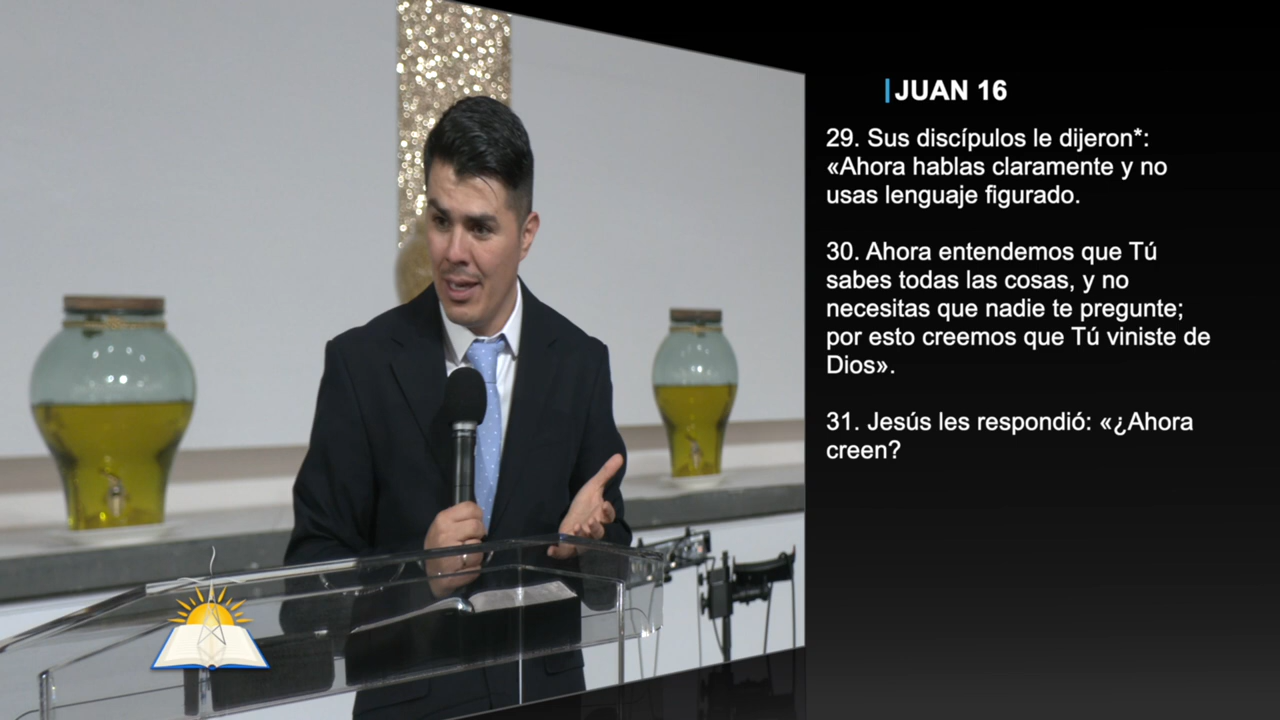 JUAN 16
29. Sus discípulos le dijeron*:
«Ahora hablas claramente y no
usas lenguaje figurado.
30. Ahora entendemos que Tú
sabes todas las cosas, y no
necesitas que nadie te pregunte;
por esto creemos que Tú viniste de
Dios».
31. Jesús les respondió: «¿Ahora
creen?